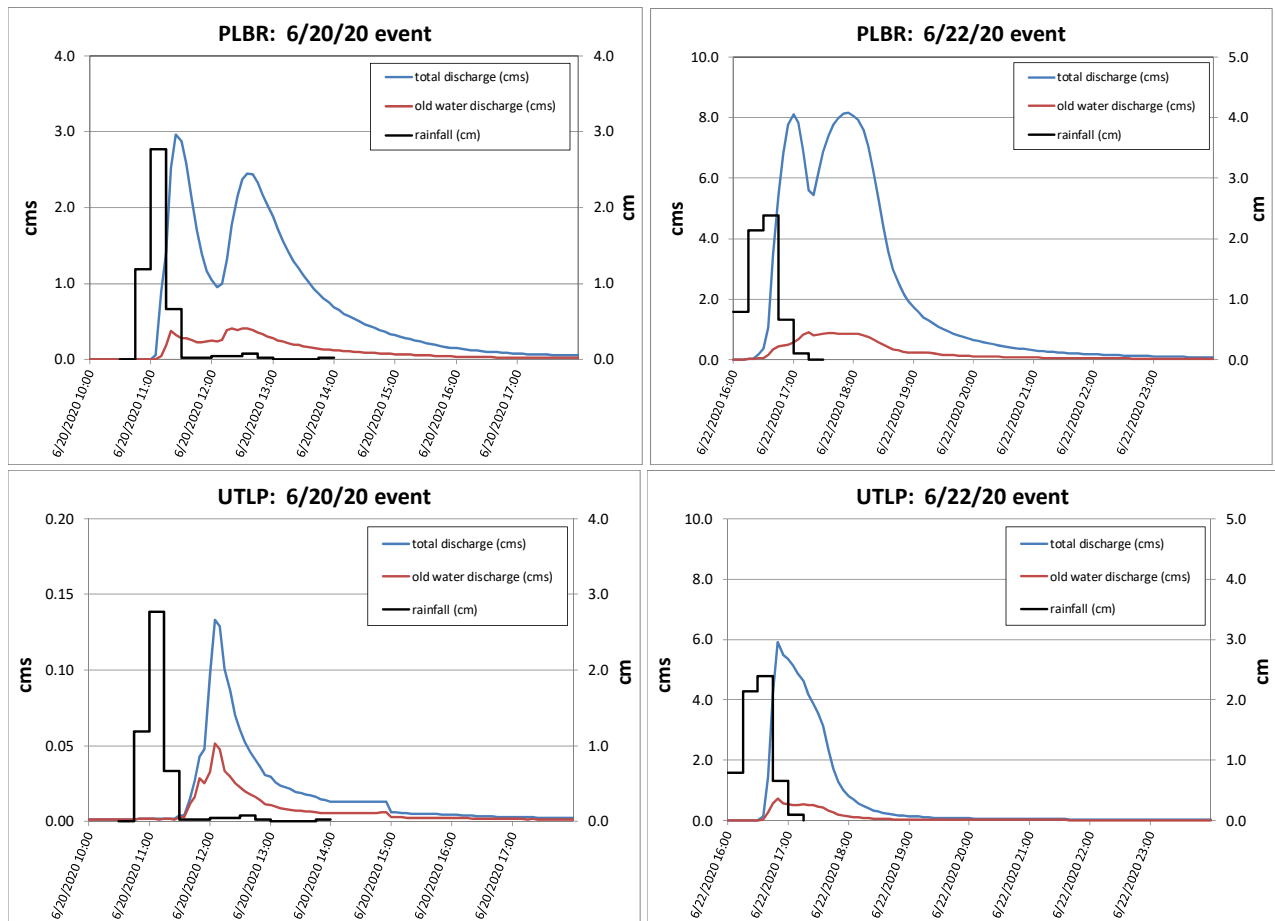 PLBR: 6/20/20 event
4.0 4.0
total discharge (cms)
old water discharge (cms)
rainfall (cm)
3.0 3.0
2.0 2.0
1.0 1.0
0.0 0.0
cms
cm
6/20/2020 10:00
6/20/2020 11:00
6/20/2020 12:00
6/20/2020 13:00
6/20/2020 14:00
6/20/2020 15:00
6/20/2020 16:00
6/20/2020 17:00
PLBR: 6/22/20 event
10.0 5.0
total discharge (cms)
old water discharge (cms)
rainfall (cm)
8.0 4.0
6.0 3.0
4.0 2.0
2.0 1.0
0.0 0.0
cms
cm
6/22/2020 16:00
6/22/2020 17:00
6/22/2020 18:00
6/22/2020 19:00
6/22/2020 20:00
6/22/2020 21:00
6/22/2020 22:00
6/22/2020 23:00
UTLP: 6/20/20 event
0.20 4.0
total discharge (cms)
old water discharge (cms)
rainfall (cm)
0.15 3.0
0.10 2.0
0.05 1.0
0.00 0.0
cms
cm
6/20/2020 10:00
6/20/2020 11:00
6/20/2020 12:00
6/20/2020 13:00
6/20/2020 14:00
6/20/2020 15:00
6/20/2020 16:00
6/20/2020 17:00
UTLP: 6/22/20 event
10.0 5.0
total discharge (cms)
old water discharge (cms)
rainfall (cm)
8.0 4.0
6.0 3.0
4.0 2.0
2.0 1.0
0.0 0.0
cms
cm
6/22/2020 16:00
6/22/2020 17:00
6/22/2020 18:00
6/22/2020 19:00
6/22/2020 20:00
6/22/2020 21:00
6/22/2020 22:00
6/22/2020 23:00